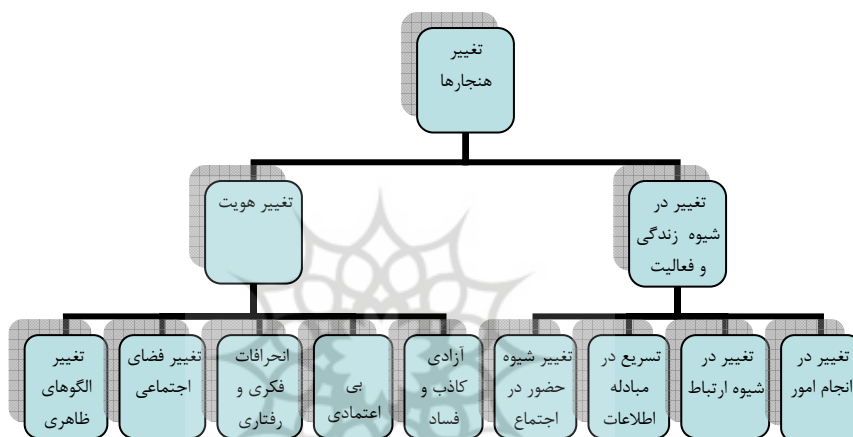 تغییر
هنجارها
تغییر در
شیوه زندگی
و فعالیت
تغییر هویت
تغییر در
انجام امور
تغییر در
شیوه ارتباط
تسریع در
مبادله
اطلاعات
تغییر شیوه
حضور در
اجتماع
آزادی
کاذب و
فساد
بی
اعتمادی
انحرافات
فکری و
رفتاری
تغییر فضای
اجتماعی
تغییر
الگوهای
ظاهری